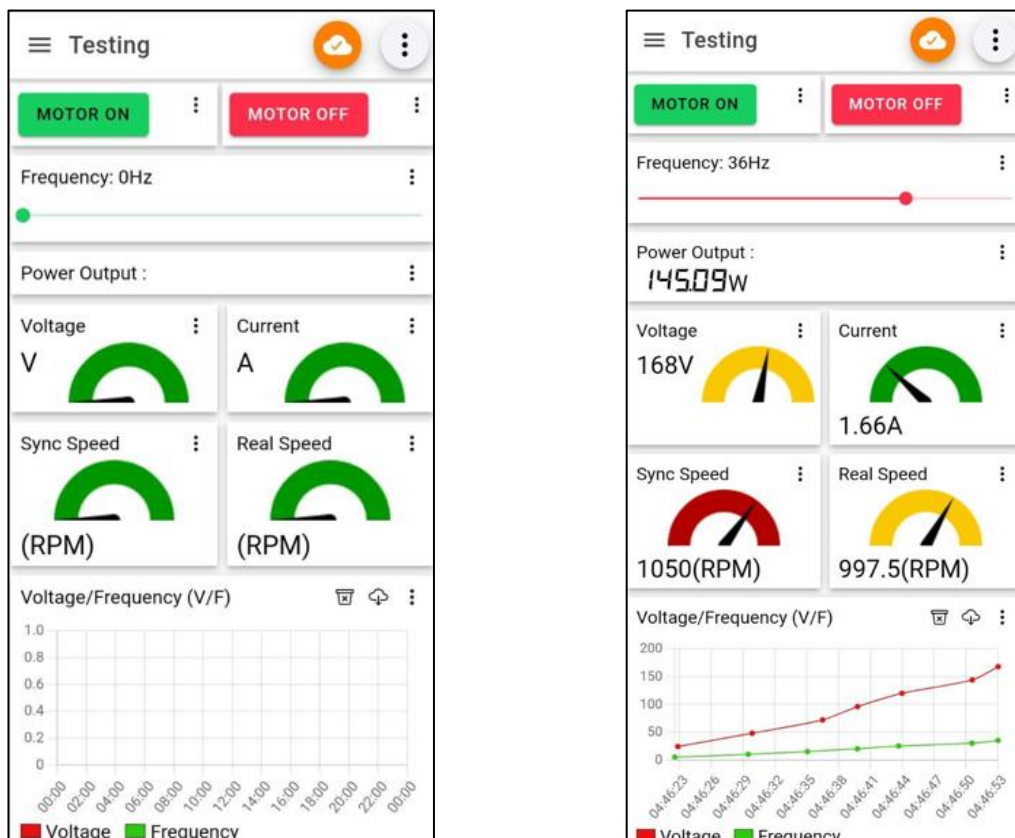 Testing
MOTOR ON
MOTOR OFF
Frequency: 0Hz
Power Output :
Voltage
Current
V
A
Sync Speed
Real Speed
(RPM)
(RPM)
Voltage/Frequency (V/F)
1.0
0.8
0.6
0.4
0.2
0
00:00 02:00 04:00 06:00 08:00 10:00 12:00 14:00 16:00 18:00 20:00 22:00 00:00
Voltage Frequency
Testing
MOTOR ON
MOTOR OFF
Frequency: 36Hz
Power Output :
145.09W
Voltage
Current
168V
1.66A
Sync Speed
Real Speed
1050(RPM)
997.5(RPM)
Voltage/Frequency (V/F)
200
150
100
50
0
04:46:23 04:46:26 04:46:29 04:46:32 04:46:35 04:46:38 04:46:41 04:46:44 04:46:47 04:46:50 04:46:53
Voltage Frequency